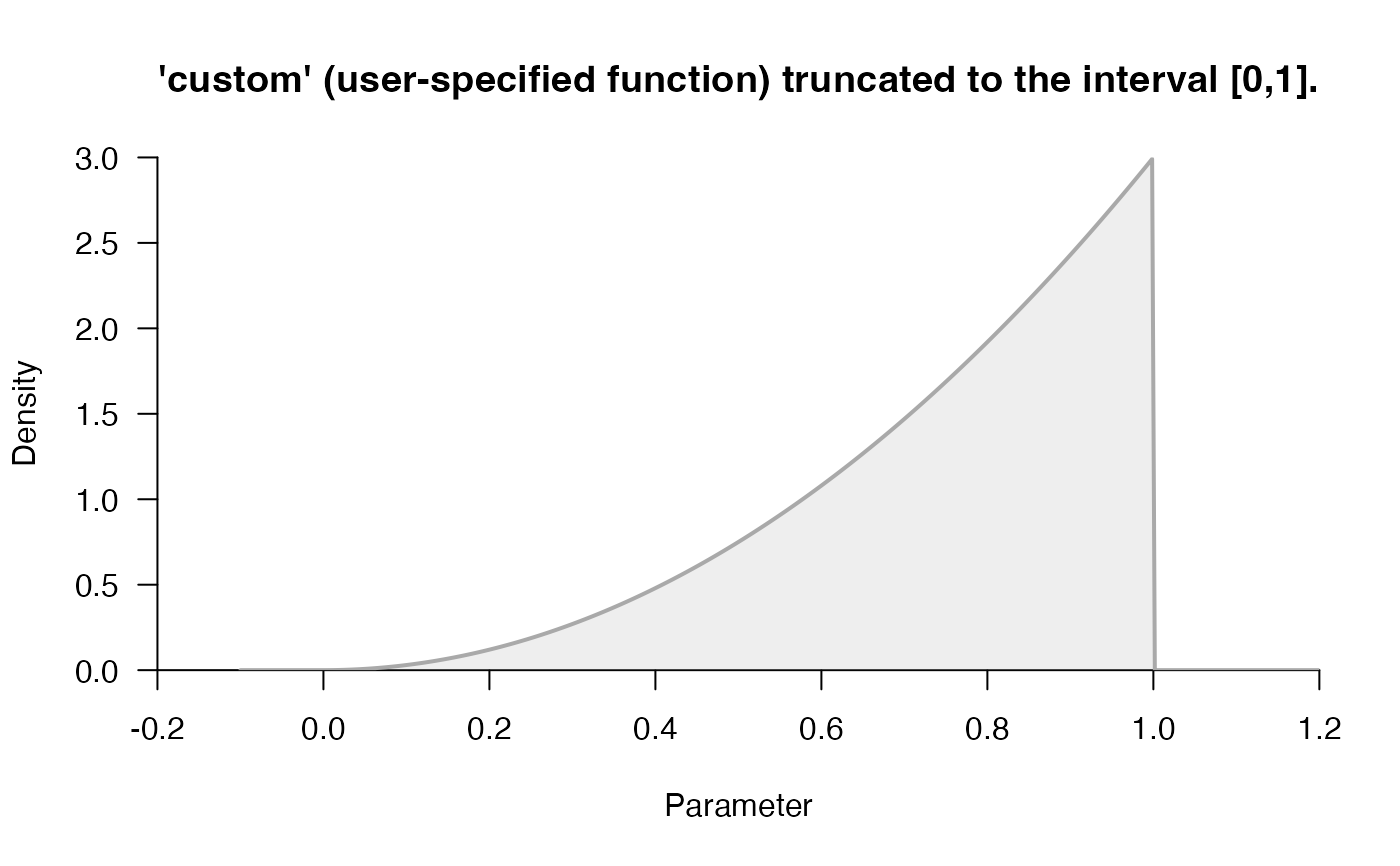 'custom' (user-specified function) truncated to the interval [0,1].
3.0
2.5
2.0
1.5
1.0
0.5
0.0
Density
-0.2 0.0 0.2 0.4 0.6 0.8 1.0 1.2
Parameter